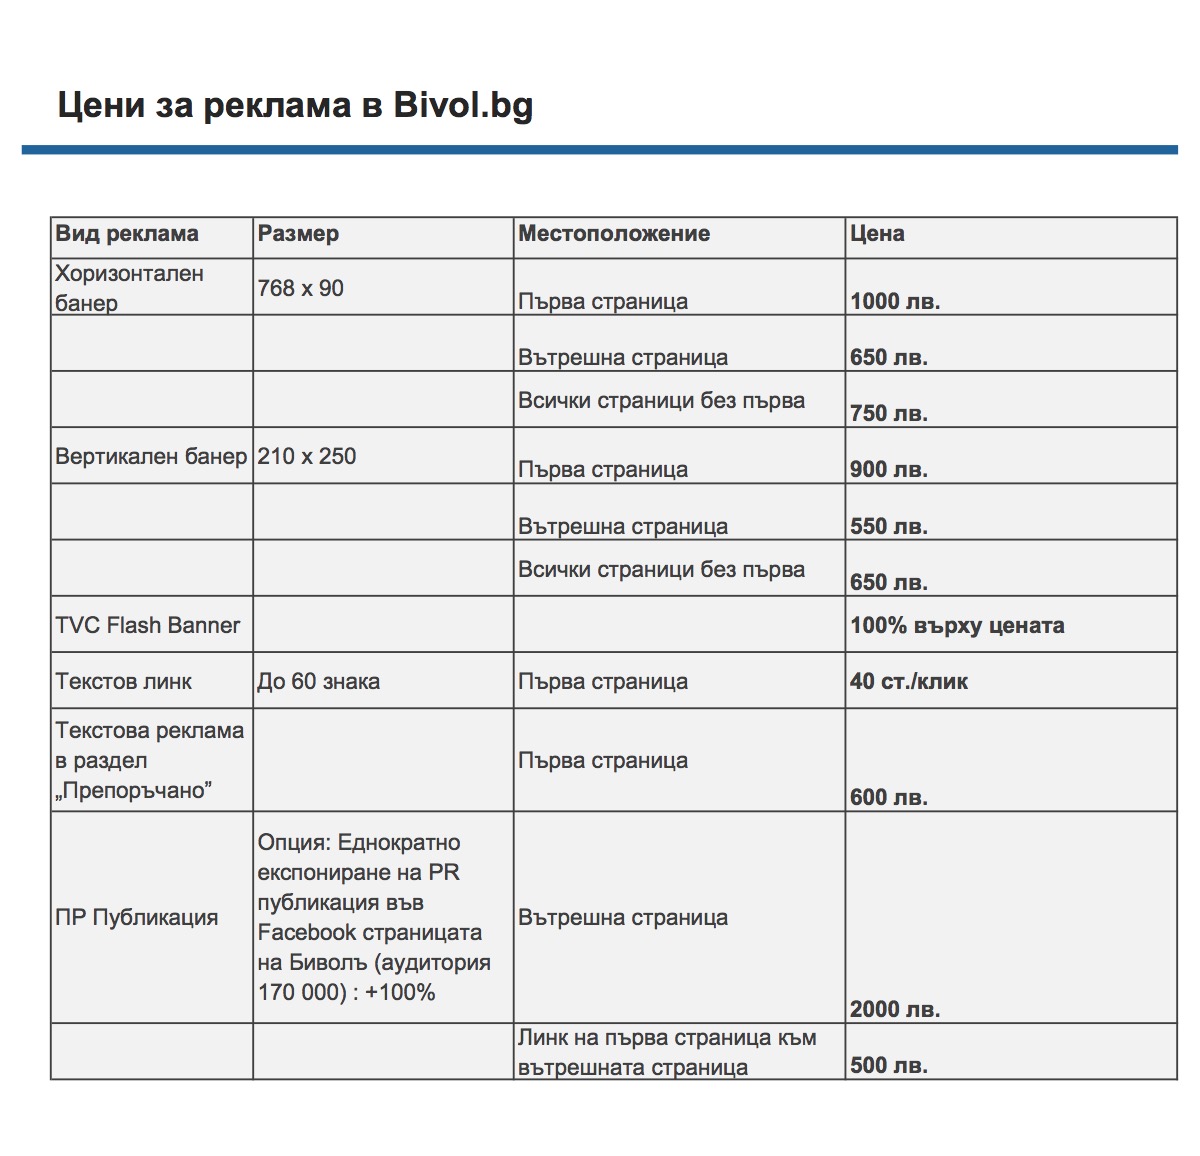 Цени за реклама в Bivol.bg
Вид реклама Размер Местоположение Цена
Хоризонтален
банер
768 x 90
Първа страница
1000 лв.
Вътрешна страница
650 лв.
Всички страници без първа
750 лв.
Вертикален банер
210 x 250
Първа страница
900 лв.
Вътрешна страница
550 лв.
Всички страници без първа
650 лв.
TVC Flash Banner
100% върху цената
Текстов линк
До 60 знака
Първа страница
40 ст./клик
Текстова реклама
в раздел
„Препоръчано”
Първа страница
600 лв.
ПР Публикация
Опция: Еднократно
експониране на PR
публикация във
Facebook страницата
на Биволъ (аудитория
170 000) : +100%
Вътрешна страница
2000 лв.
Линк на първа страница към
вътрешната страница
500 лв.